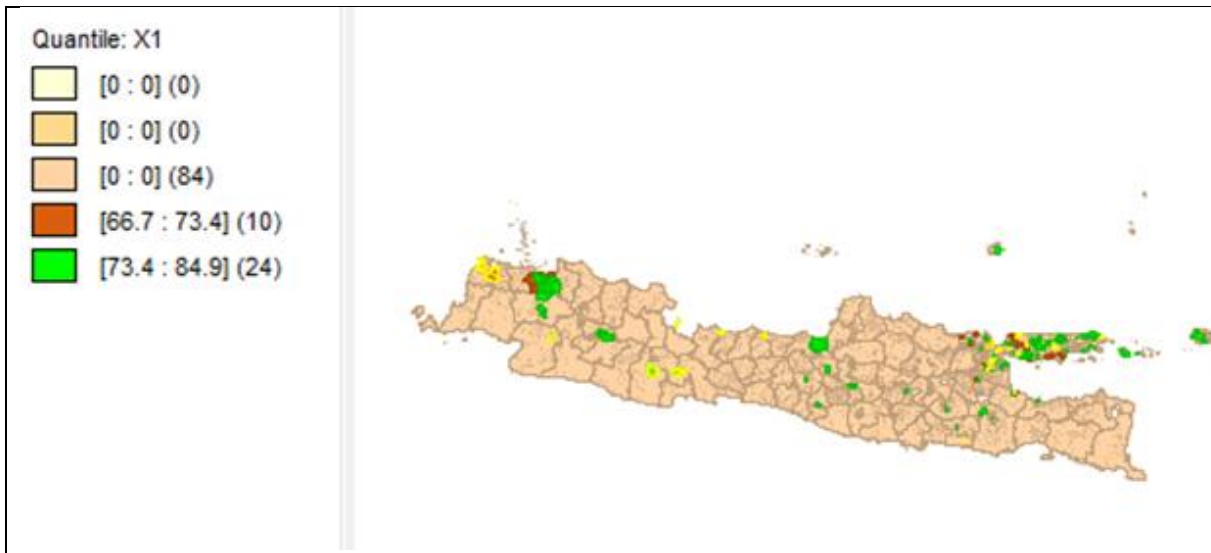 Quantile: X1
[0 : 0] (0)
[0 : 0] (0)
[0 : 0] (84)
[66.7 : 73.4] (10)
[73.4 : 84.9] (24)